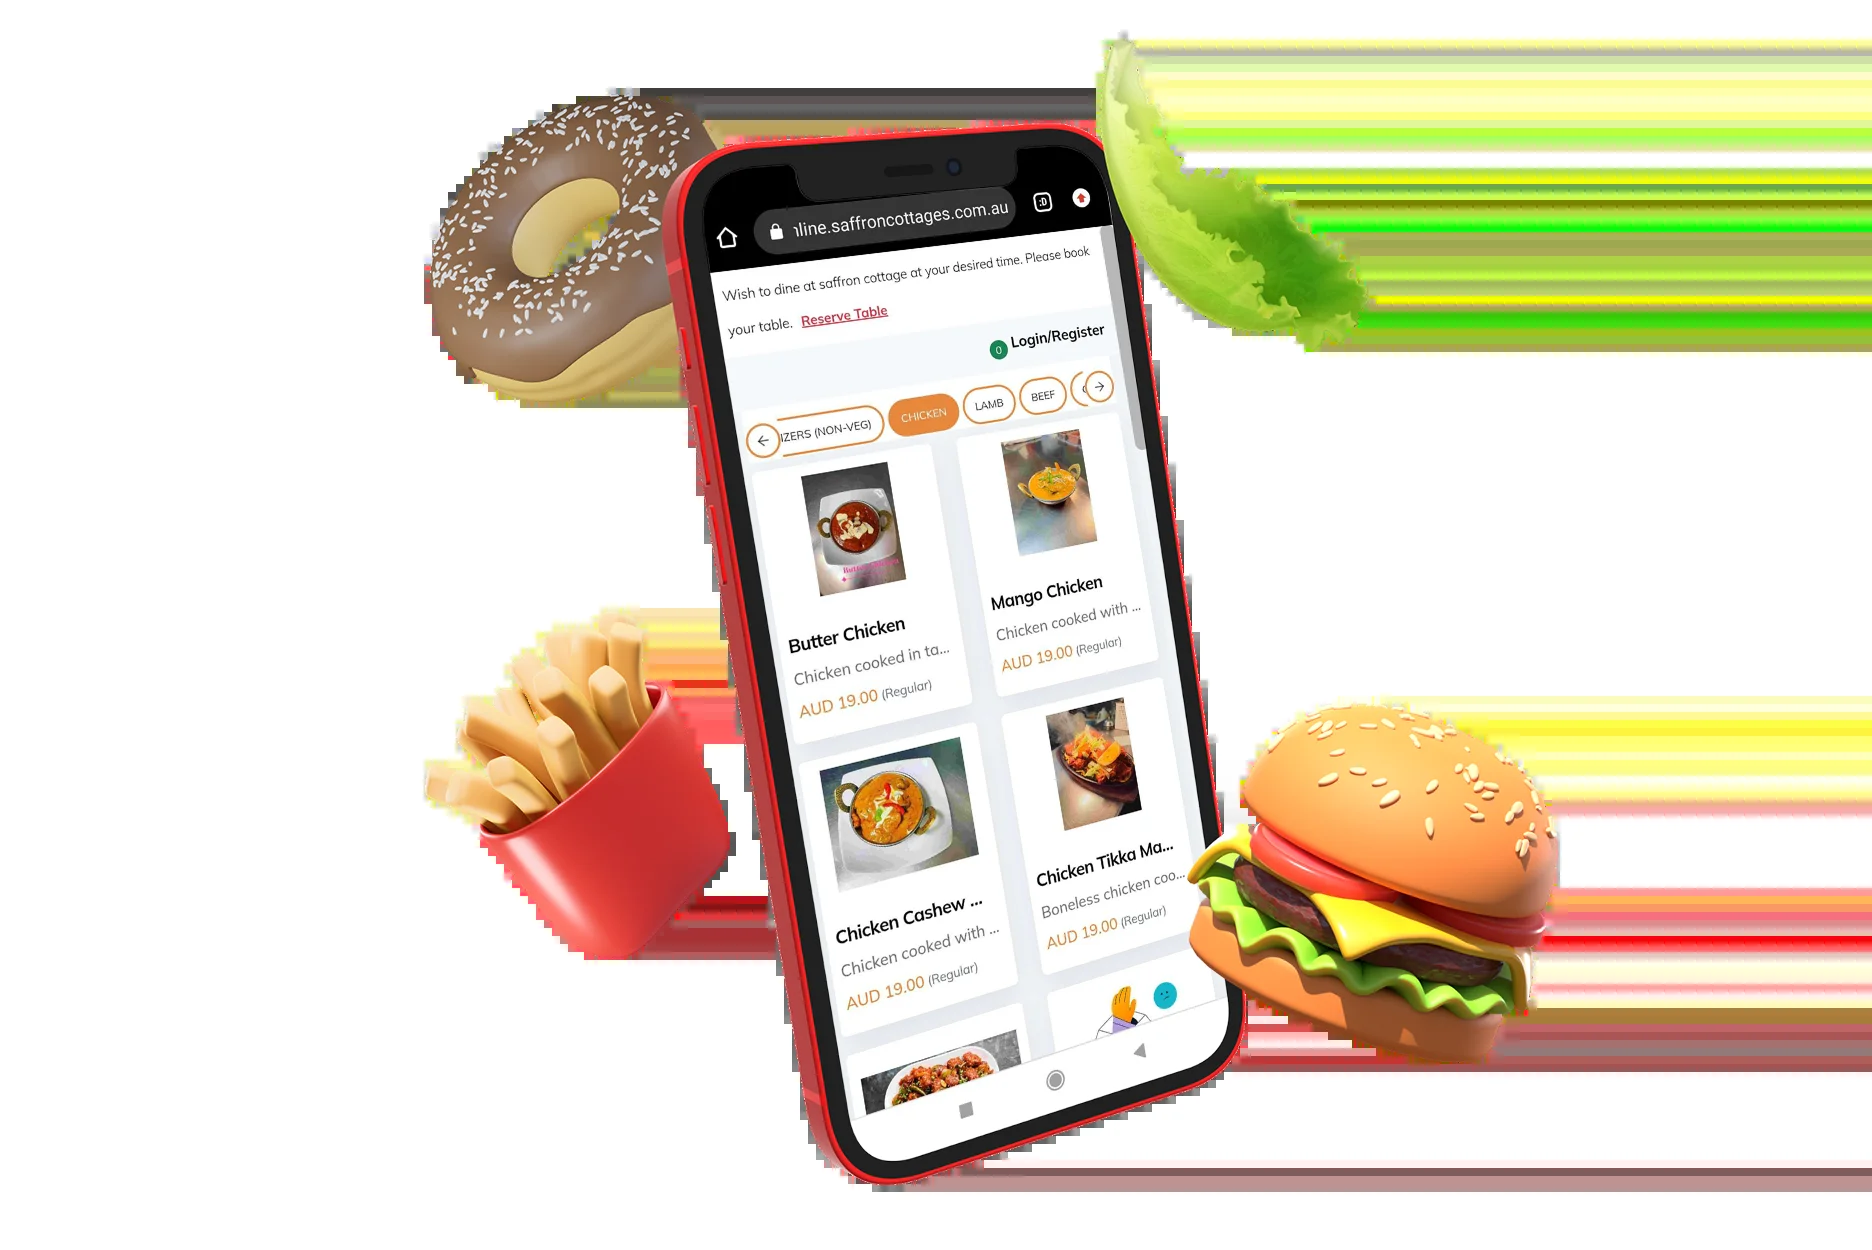 nline.saffroncottages.com.au
:D
Wish to dine at saffron cottage at your desired time. Please book
your table. Reserve Table
0 Login/Register
IZERS (NON-VEG) CHICKEN LAMB BEEF
Butter Chicken
Chicken cooked in ta...
AUD 19.00 (Regular)
Mango Chicken
Chicken cooked with ...
AUD 19.00 (Regular)
Chicken Cashew ...
Chicken cooked with ...
AUD 19.00 (Regular)
Chicken Tikka Ma...
Boneless chicken coo...
AUD 19.00 (Regular)